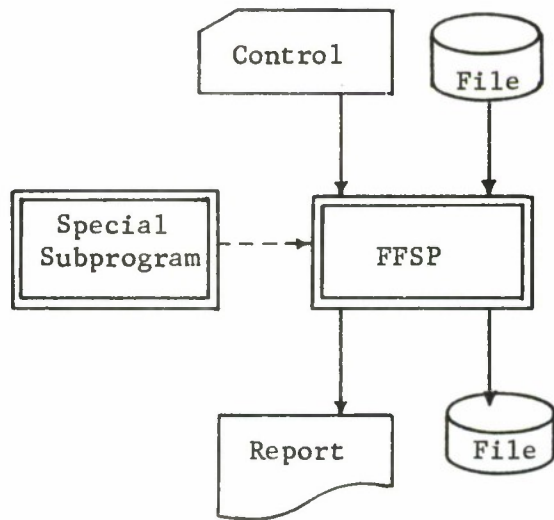 Control
File
Special
Subprogram
FFSP
Report
File